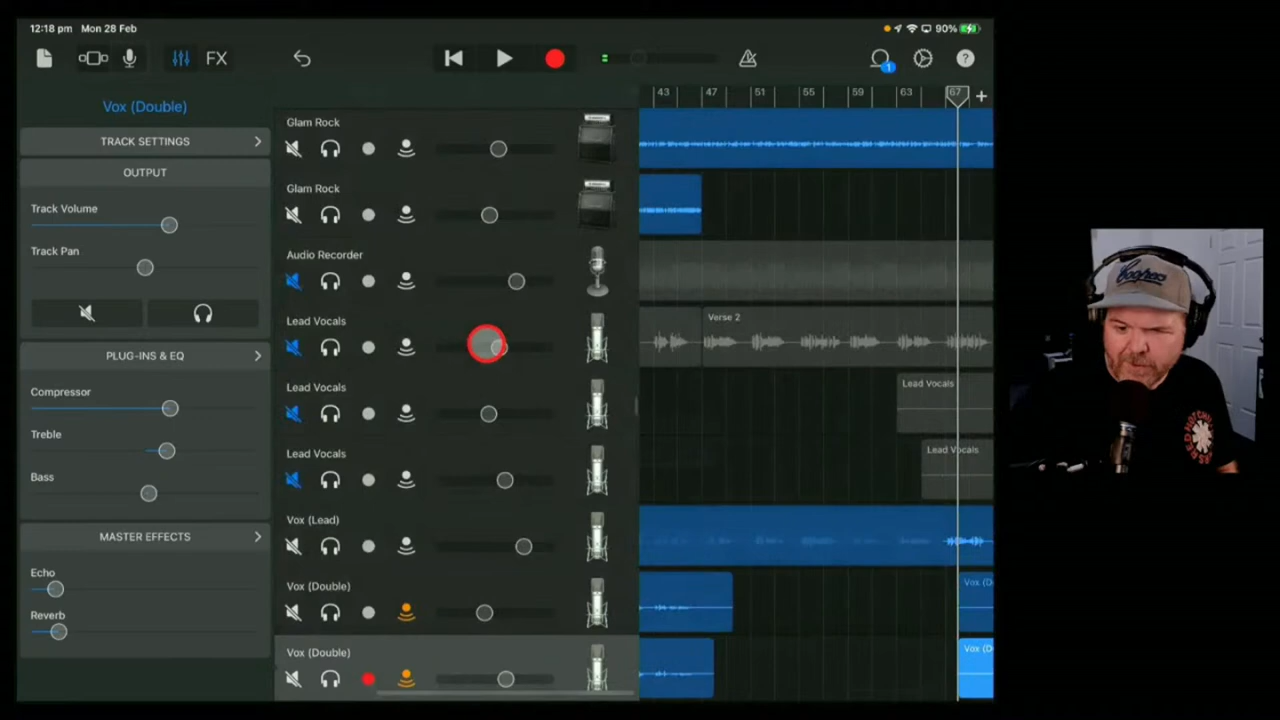 12:18 pm Mon 28 Feb
90%
FX
1
?
43 47 51 55 59 63 67 +
Vox (Double)
TRACK SETTINGS
OUTPUT
Track Volume
Track Pan
PLUG-INS & EQ
Compressor
Treble
Bass
MASTER EFFECTS
Echo
Reverb
Glam Rock
Glam Rock
Audio Recorder
Lead Vocals
Lead Vocals
Lead Vocals
Vox (Lead)
Vox (Double)
Vox (Double)
Verse 2
Lead Vocals
Lead Vocals
Vox (D
Vox (D